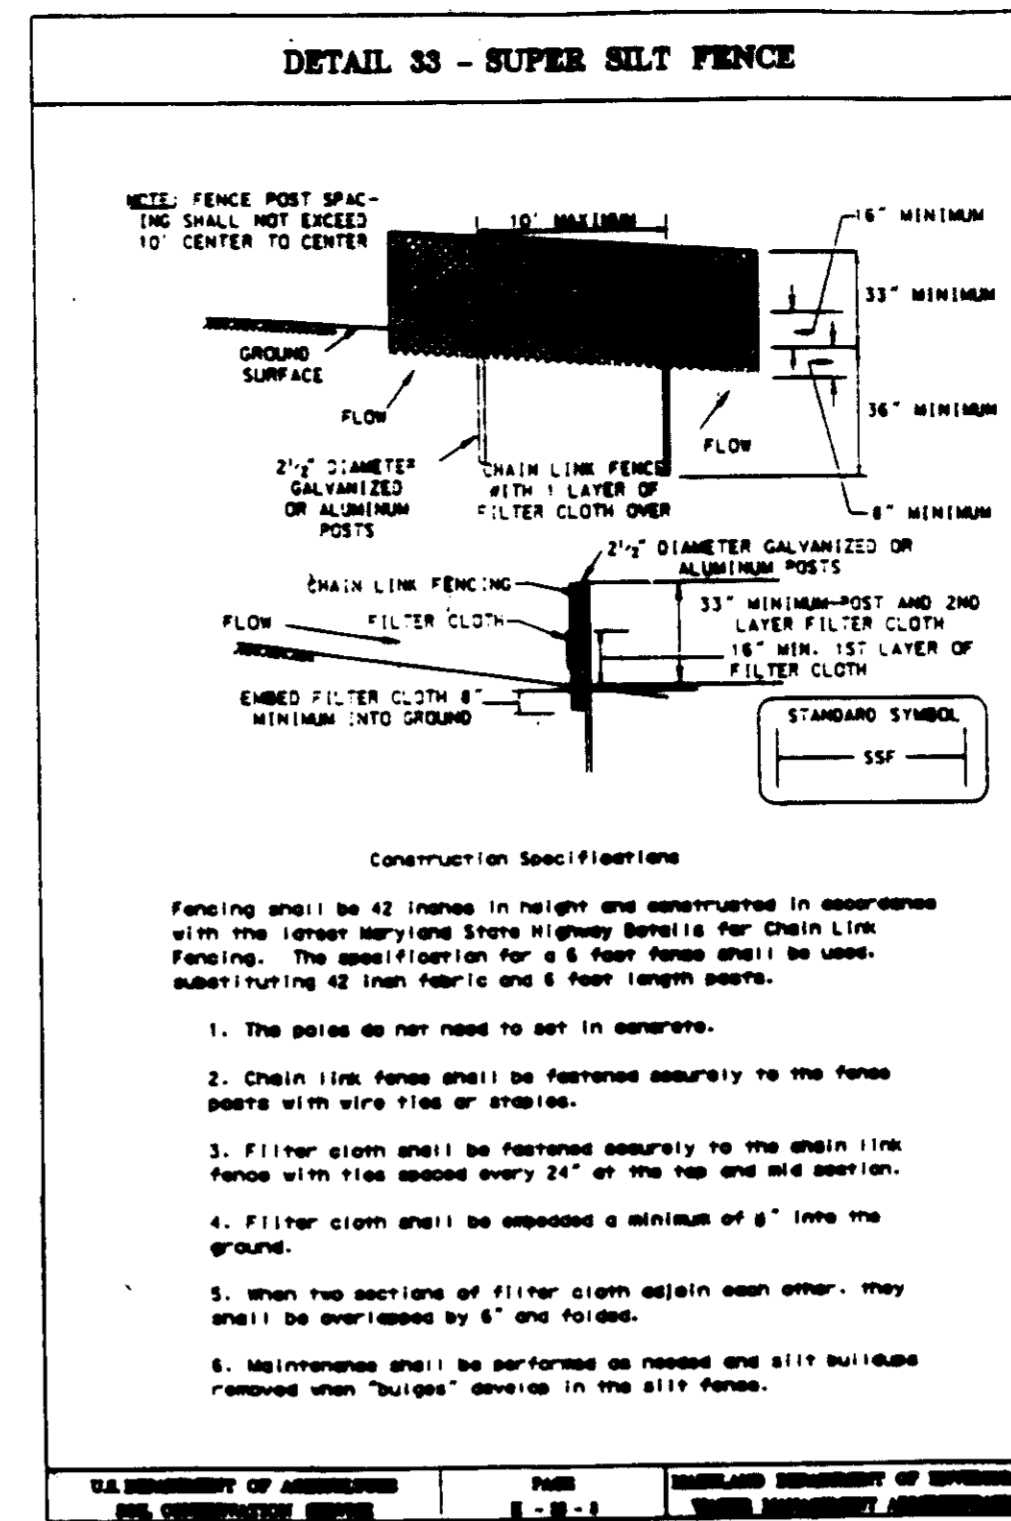 DETAIL 33 - SUPER SILT FENCE
NOTE: FENCE POST SPAC-
ING SHALL NOT EXCEED
10' CENTER TO CENTER
10' MAXIMUM
16" MINIMUM
33" MINIMUM
GROUND
SURFACE
FLOW
36" MINIMUM
FLOW
2 1/2" DIAMETER
GALVANIZED
OR ALUMINUM
POSTS
CHAIN LINK FENCE
WITH 1 LAYER OF
FILTER CLOTH OVER
8" MINIMUM
2 1/2" DIAMETER GALVANIZED OR
ALUMINUM POSTS
CHAIN LINK FENCING
FLOW
FILTER CLOTH
33" MINIMUM POST AND 2ND
LAYER FILTER CLOTH
16" MIN. 1ST LAYER OF
FILTER CLOTH
EMBED FILTER CLOTH 8"
MINIMUM INTO GROUND
STANDARD SYMBOL
SSF
Construction Specifications
Fencing shall be 42 inches in height and constructed in accordance
with the latest Maryland State Highway Details for Chain Link
Fencing. The specification for a 6 foot fence shall be used,
substituting 42 inch fabric and 6 foot length posts.
1. The poles do not need to set in concrete.
2. Chain link fence shall be fastened securely to the fence
posts with wire ties or staples.
3. Filter cloth shall be fastened securely to the chain link
fence with ties spaced every 24" at the top and mid section.
4. Filter cloth shall be embedded a minimum of 8" into the
ground.
5. When two sections of filter cloth adjoin each other, they
shall be overlapped by 6" and folded.
6. Maintenance shall be performed as needed and silt buildups
removed when "bulges" develop in the silt fence.
U.S. DEPARTMENT OF AGRICULTURE
SOIL CONSERVATION SERVICE
PAGE
MARYLAND DEPARTMENT OF
WATER MANAGEMENT